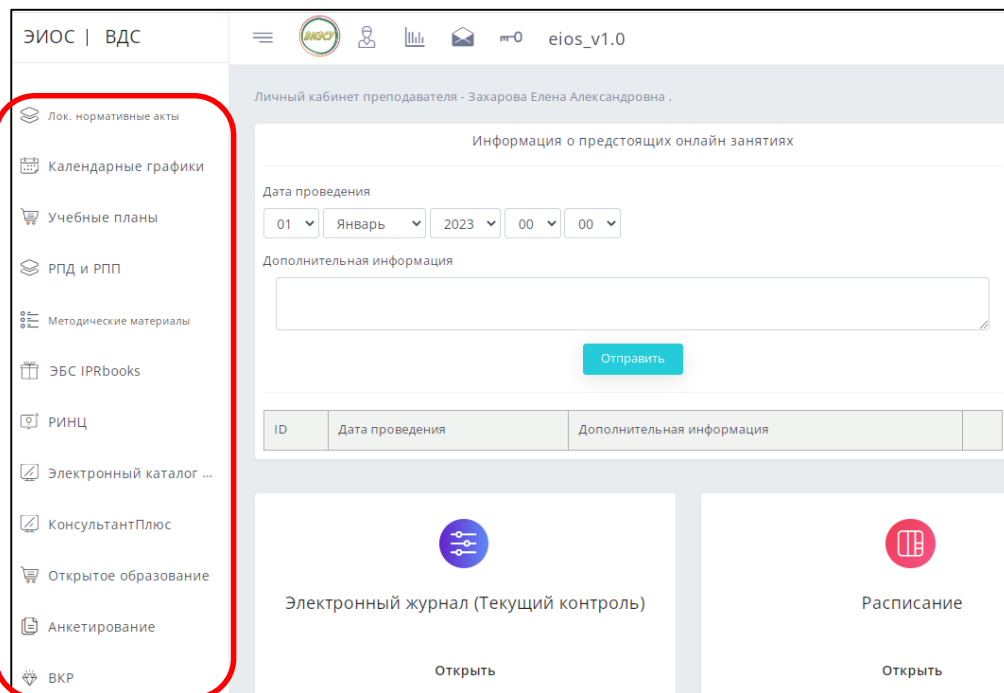 ЭИОС | ВДС
ВИЭСУ
eios_v1.0
Лок. нормативные акты
Календарные графики
Учебные планы
РПД и РПП
Методические материалы
ЭБС IPRbooks
РИНЦ
Электронный каталог ...
КонсультантПлюс
Открытое образование
Анкетирование
ВКР
Личный кабинет преподавателя - Захарова Елена Александровна .
Информация о предстоящих онлайн занятиях
Дата проведения
01 Январь 2023 00 00
Дополнительная информация
Отправить
ID Дата проведения Дополнительная информация
Электронный журнал (Текущий контроль)
Открыть
Расписание
Открыть